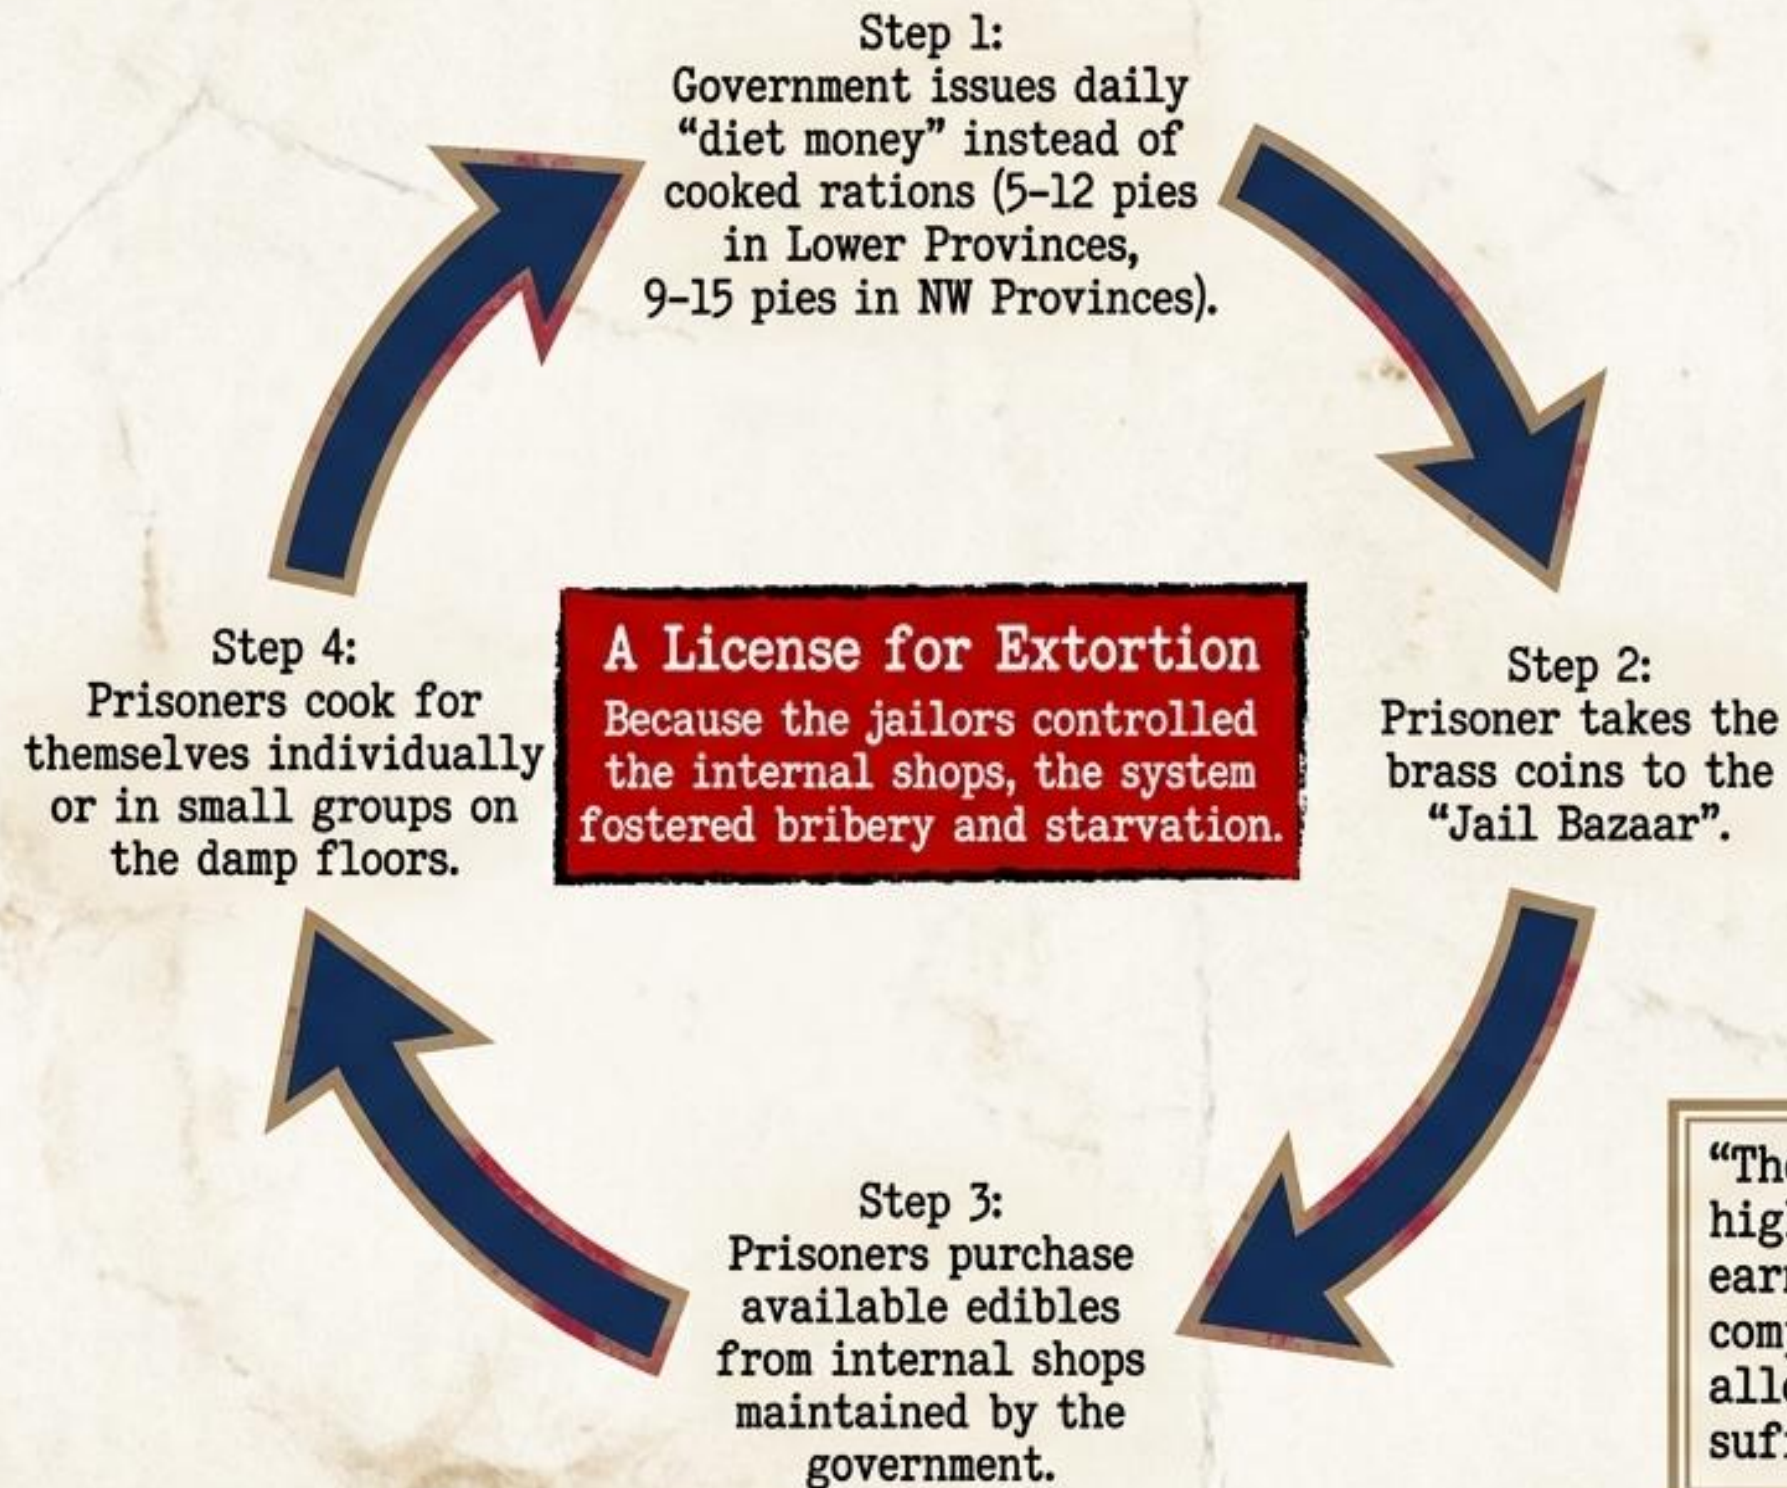 Step 1:
Government issues daily
“diet money” instead of
cooked rations (5–12 pies
in Lower Provinces,
9–15 pies in NW Provinces).
Step 2:
Prisoner takes the
brass coins to the
“Jail Bazaar”.
Step 3:
Prisoners purchase
available edibles
from internal shops
maintained by the
government.
Step 4:
Prisoners cook for
themselves individually
or in small groups on
the damp floors.
A License for Extortion
Because the jailors controlled
the internal shops, the system
fostered bribery and starvation.